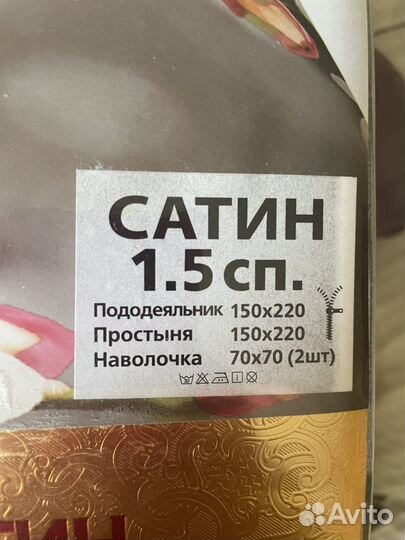 САТИН
1.5 сп.
Пододеяльник 150x220
Простыня 150x220
Наволочка 70x70 (2шт)
Avito